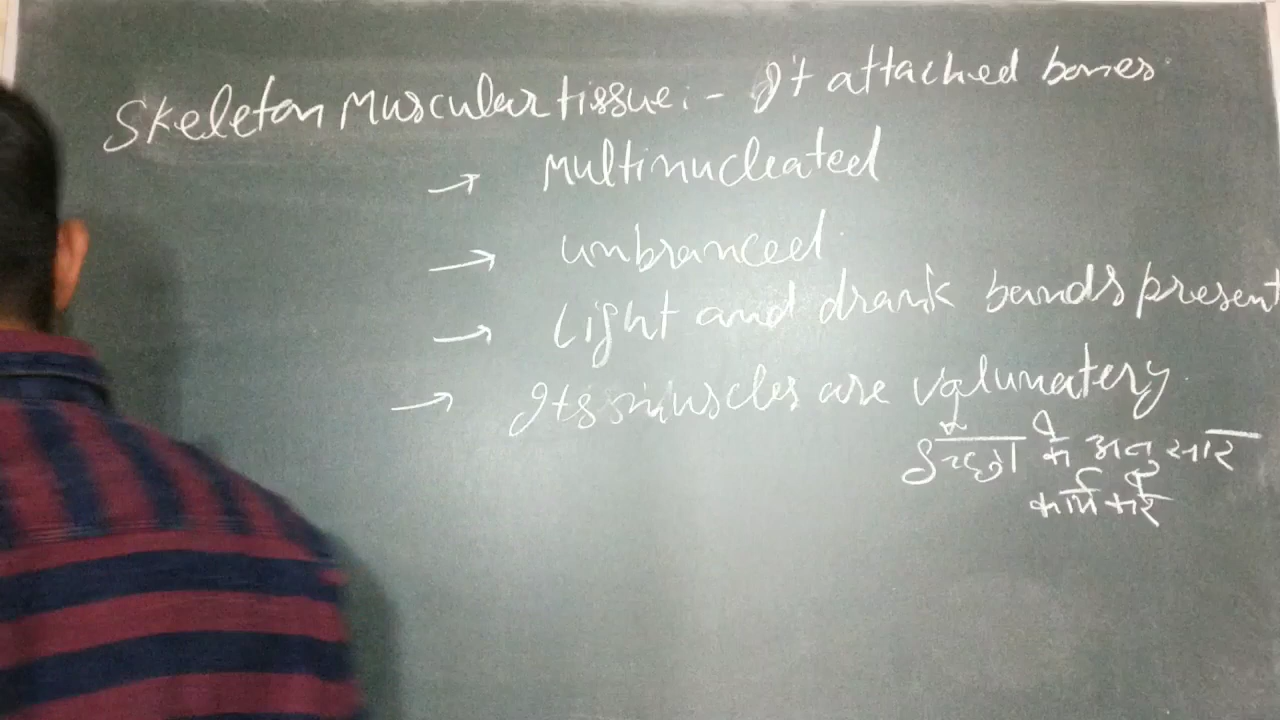 Skeleton Muscular tissue :- It attached bones.
→ Multinucleated
→ unbranced.
→ Light and drank bands present
→ Its muscles are volumatery.
इच्छा के अनुसार
कार्य करे